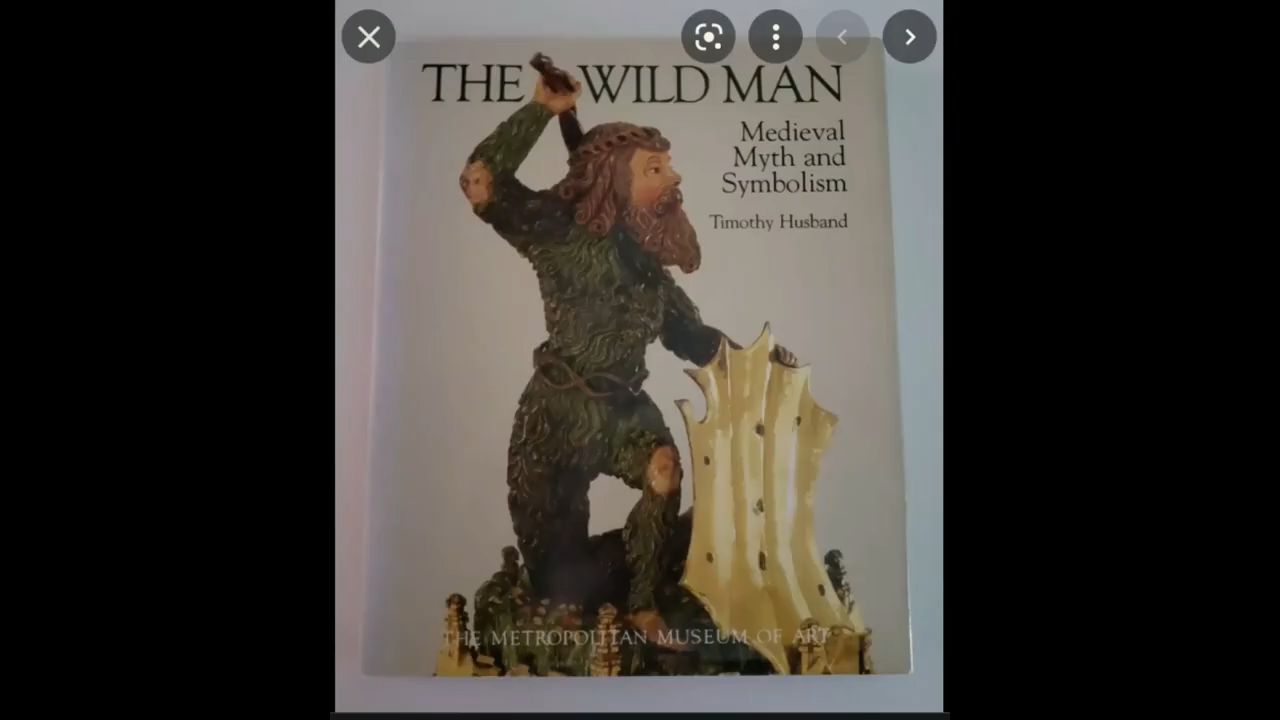 THE WILD MAN
Medieval
Myth and
Symbolism
Timothy Husband
THE METROPOLITAN MUSEUM OF ART